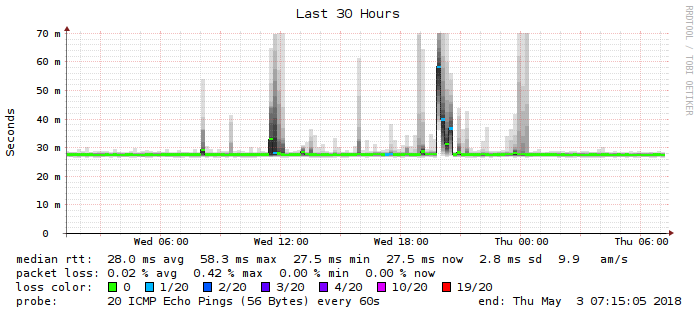 Last 30 Hours
RRDTOOL / TOBI OETIKER
Seconds
70 m
60 m
50 m
40 m
30 m
20 m
10 m
0
Wed 06:00 Wed 12:00 Wed 18:00 Thu 00:00 Thu 06:00
median rtt: 28.0 ms avg 58.3 ms max 27.5 ms min 27.5 ms now 2.8 ms sd 9.9 am/s
packet loss: 0.02 % avg 0.42 % max 0.00 % min 0.00 % now
loss color: 0 1/20 2/20 3/20 4/20 10/20 19/20
probe: 20 ICMP Echo Pings (56 Bytes) every 60s end: Thu May 3 07:15:05 2018